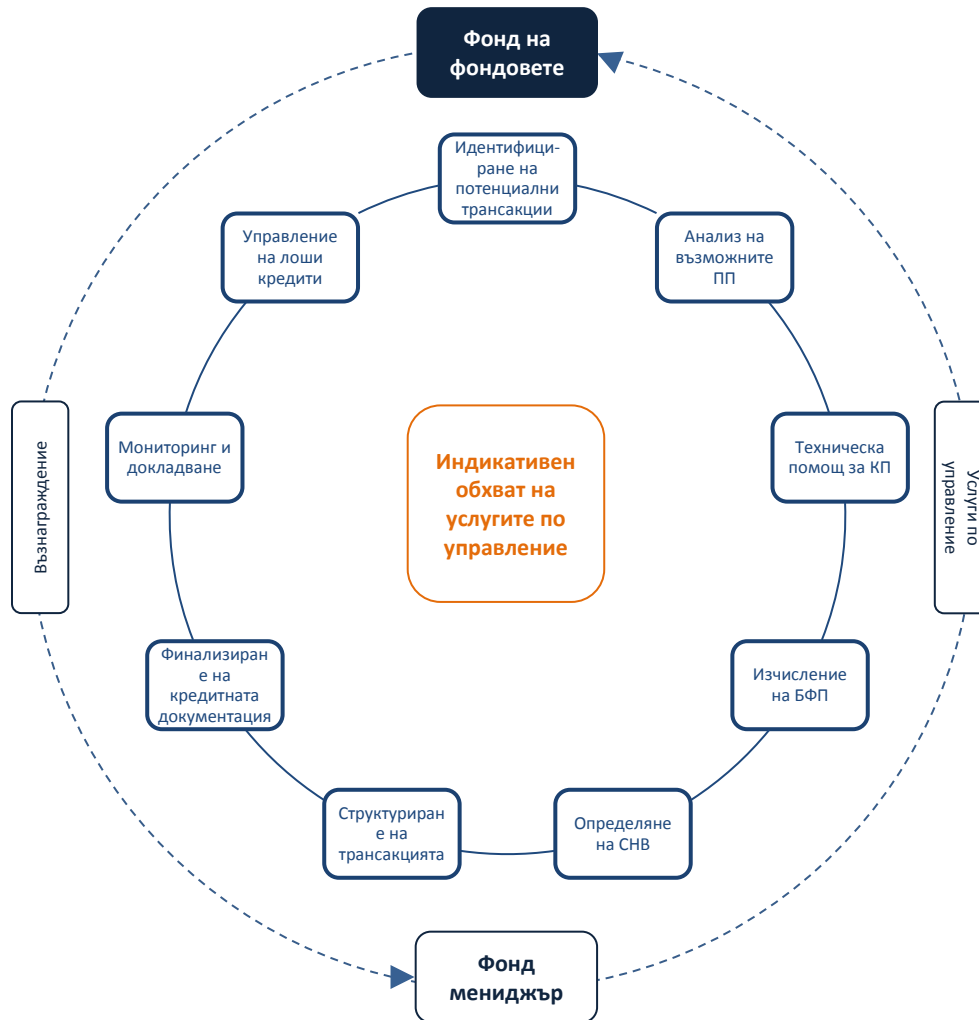 Фонд на
фондовете
Идентифици-
ране на
потенциални
трансакции
Управление
на лоши
кредити
Анализ на
възможните
ПП
Мониторинг и
докладване
Техническа
помощ за КП
Индикативен
обхват на
услугите по
управление
Възнаграждение
Услуги по
управление
Финализиран
е на
кредитната
документация
Изчисление
на БФП
Структуриран
е на
трансакцията
Определяне
на СНВ
Фонд
мениджър